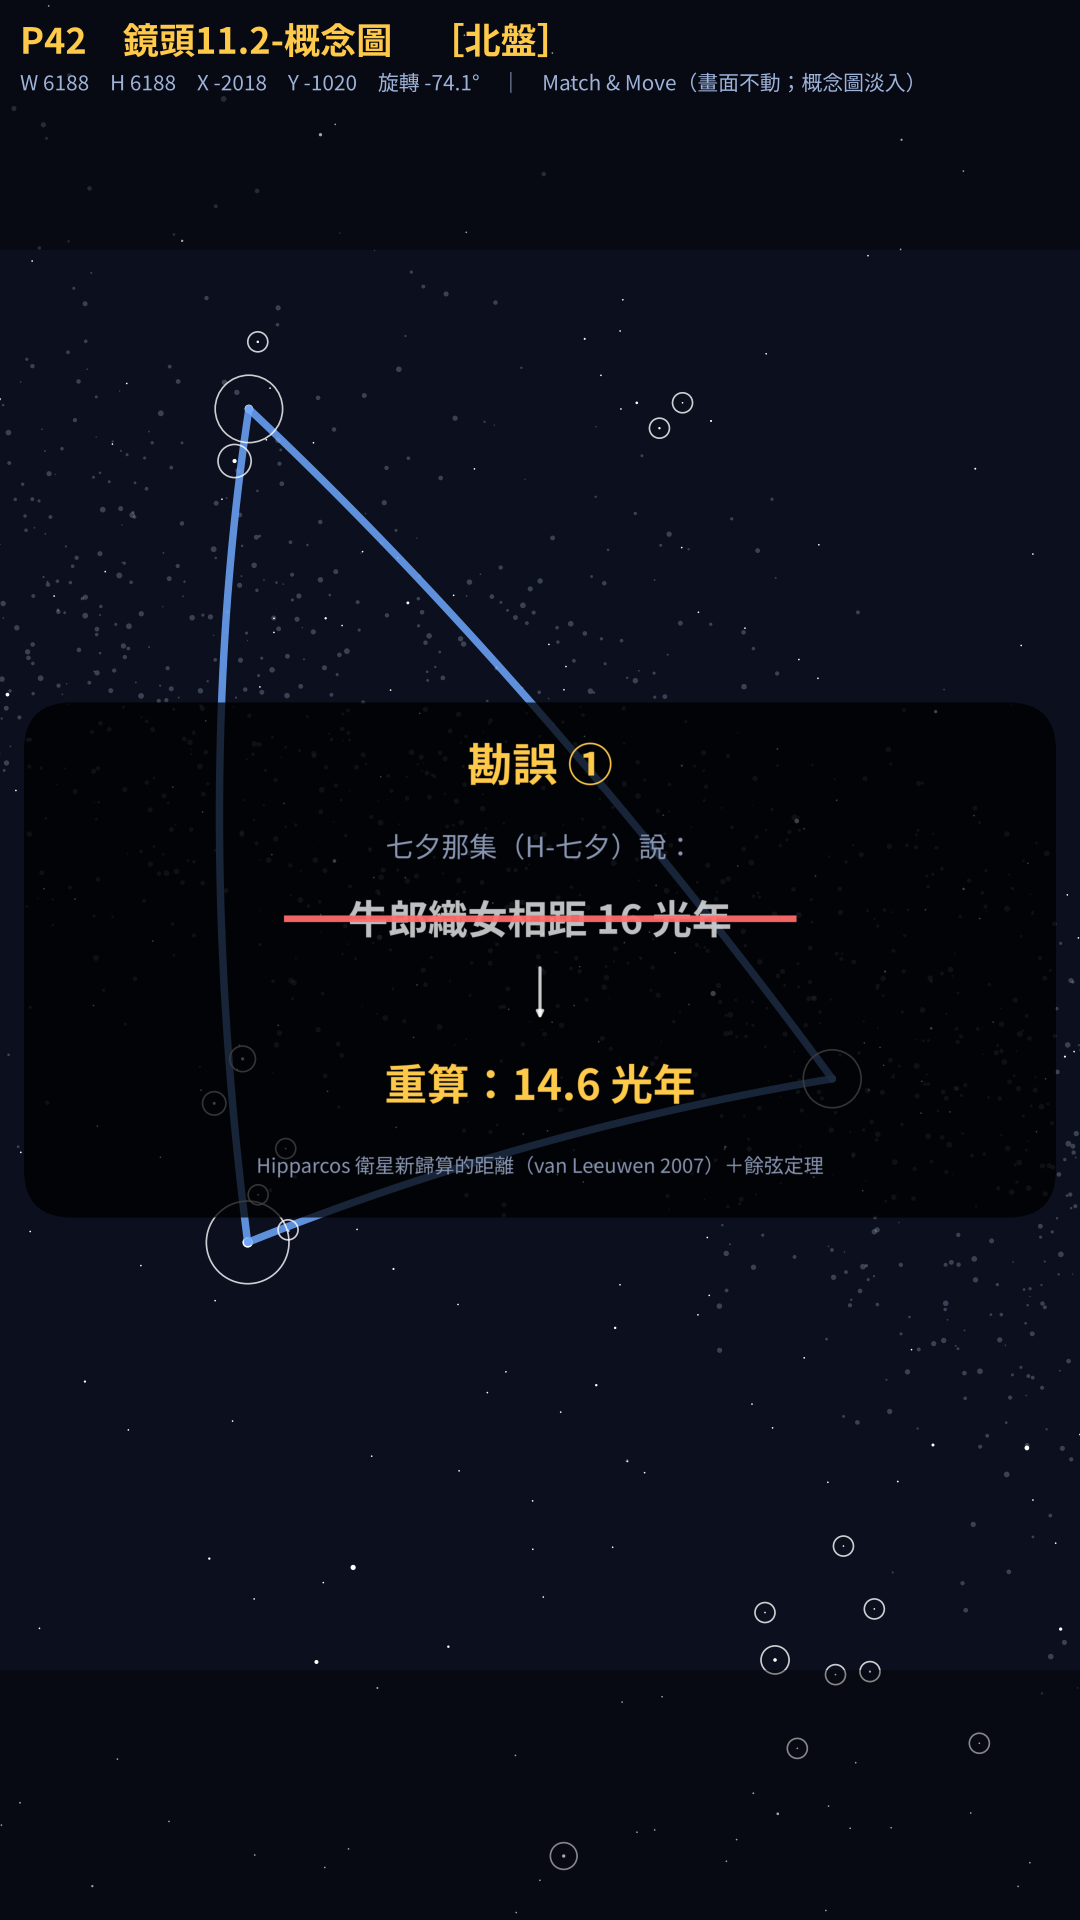 P42 鏡頭11.2-概念圖 [北盤]
W 6188 H 6188 X -2018 Y -1020 旋轉 -74.1° | Match & Move（畫面不動；概念圖淡入）
勘誤 ①
七夕那集（H-七夕）說：
牛郎織女相距 16 光年
重算：14.6 光年
Hipparcos 衛星新歸算的距離（van Leeuwen 2007）＋餘弦定理